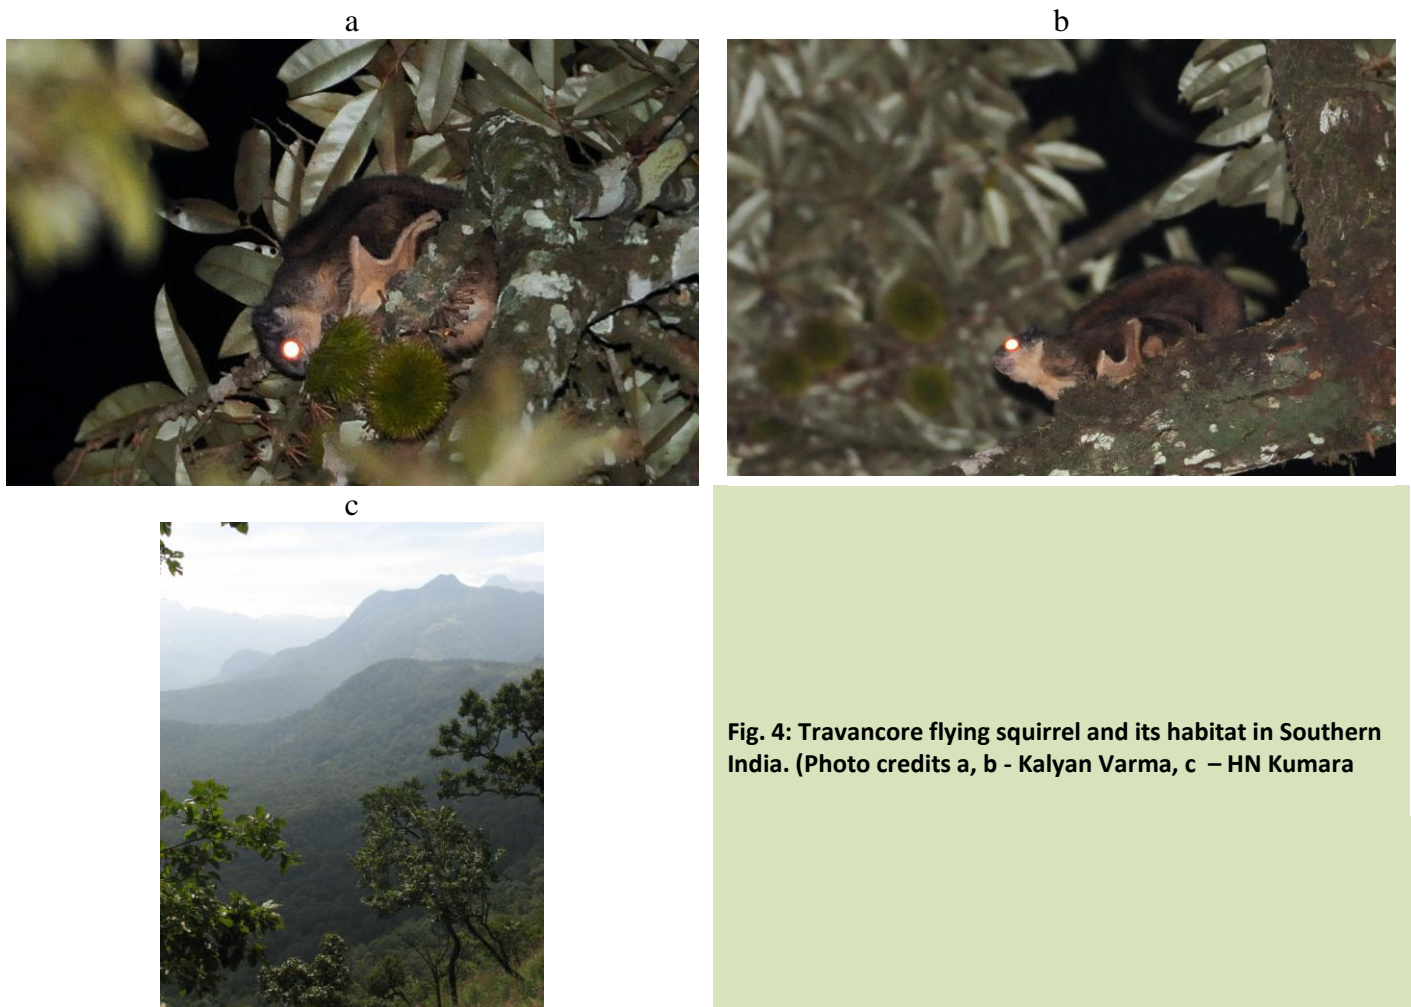 a
b
c
Fig. 4: Travancore flying squirrel and its habitat in Southern
India. (Photo credits a, b - Kalyan Varma, c – HN Kumara